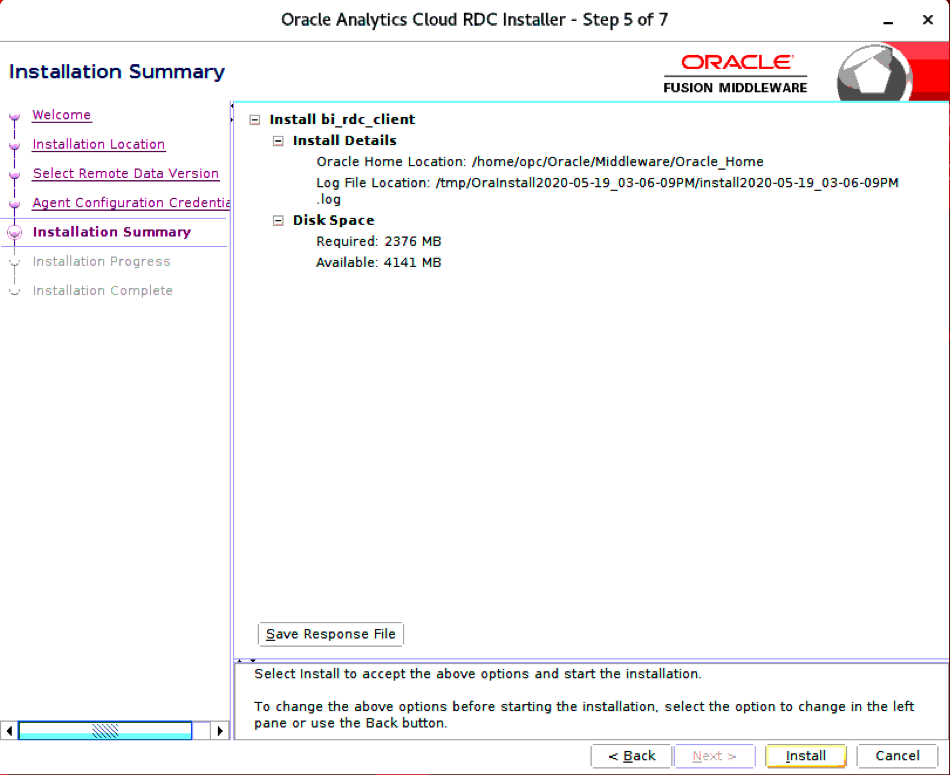 Oracle Analytics Cloud RDC Installer - Step 5 of 7
Installation Summary
ORACLE
FUSION MIDDLEWARE
Welcome
Installation Location
Select Remote Data Version
Agent Configuration Credentia
Installation Summary
Installation Progress
Installation Complete
Install bi_rdc_client
Install Details
Oracle Home Location: /home/opc/Oracle/Middleware/Oracle_Home
Log File Location: /tmp/OraInstall2020-05-19_03-06-09PM/install2020-05-19_03-06-09PM
.log
Disk Space
Required: 2376 MB
Available: 4141 MB
Save Response File
Select Install to accept the above options and start the installation.
To change the above options before starting the installation, select the option to change in the left
pane or use the Back button.
< Back
Next >
Install
Cancel